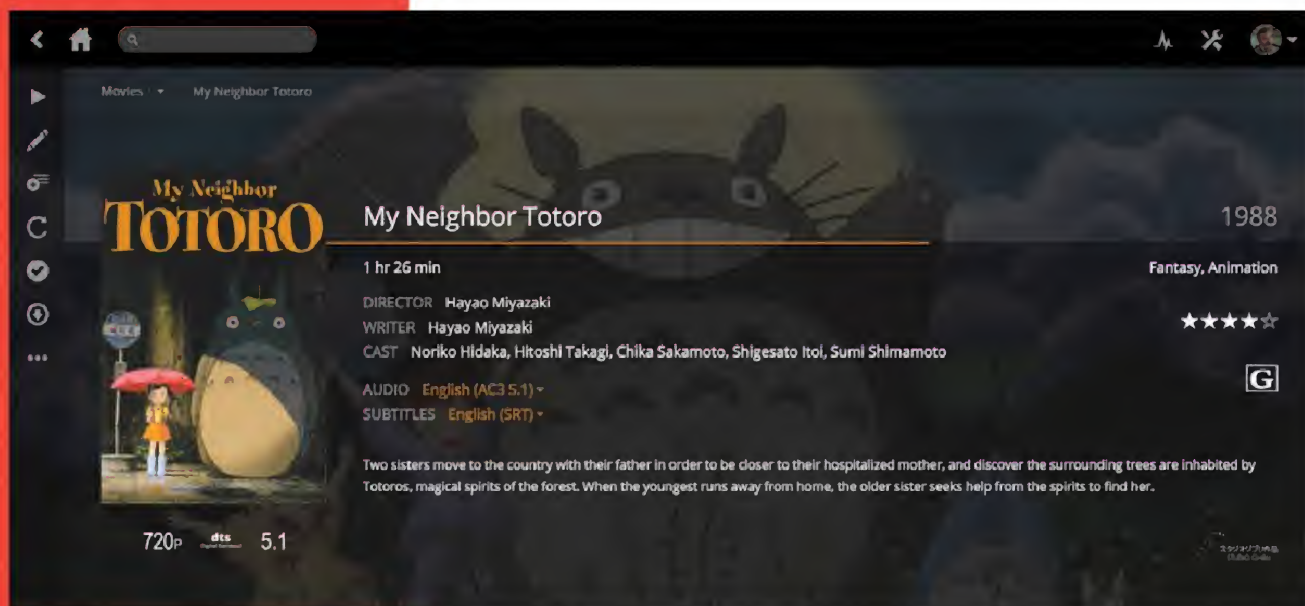 Movies
My Neighbor Totoro
My Neighbor
TOTORO
My Neighbor Totoro
1988
1 hr 26 min
Fantasy, Animation
DIRECTOR Hayao Miyazaki
WRITER Hayao Miyazaki
CAST Noriko Hidaka, Hitoshi Takagi, Chika Sakamoto, Shigesato Itoi, Sumi Shimamoto
G
AUDIO English (AC3 5.1)
SUBTITLES English (SRT)
Two sisters move to the country with their father in order to be closer to their hospitalized mother, and discover the surrounding trees are inhabited by
Totoros, magical spirits of the forest. When the youngest runs away from home, the older sister seeks help from the spirits to find her.
720P dts 5.1